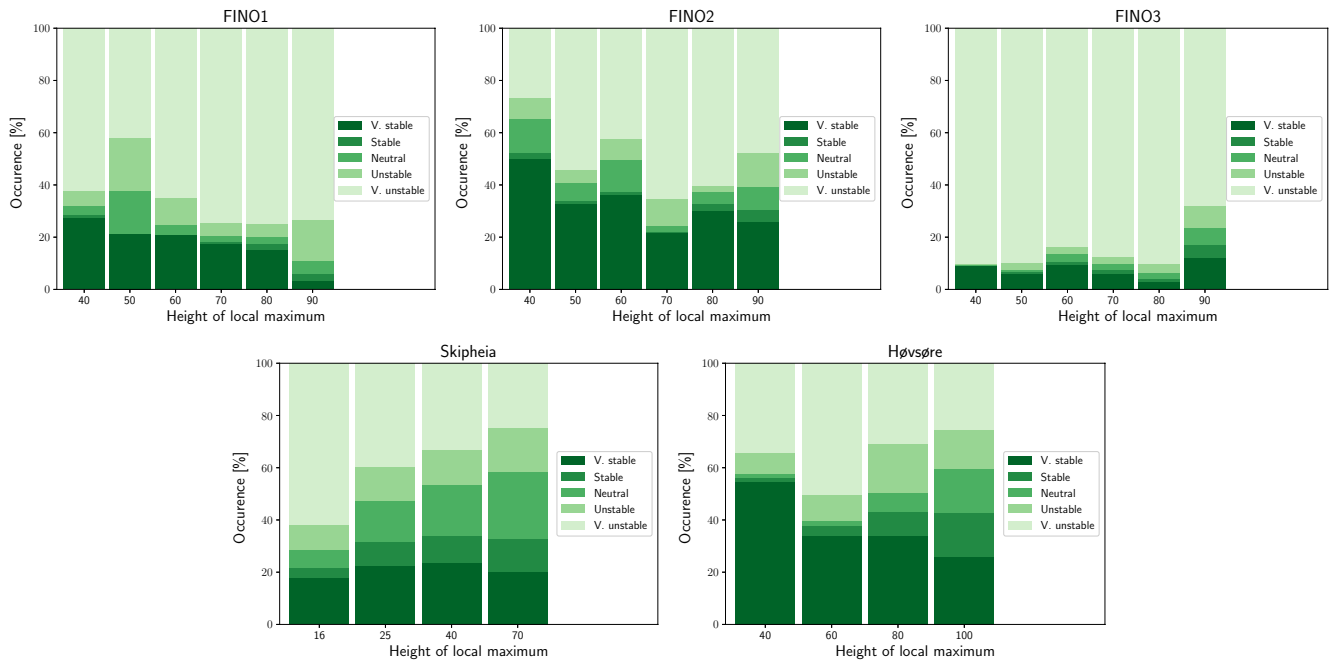 FINO1
100
80
60
40
20
0
Occurence [%]
V. stable
Stable
Neutral
Unstable
V. unstable
40 50 60 70 80 90
Height of local maximum
FINO2
100
80
60
40
20
0
Occurence [%]
V. stable
Stable
Neutral
Unstable
V. unstable
40 50 60 70 80 90
Height of local maximum
FINO3
100
80
60
40
20
0
Occurence [%]
V. stable
Stable
Neutral
Unstable
V. unstable
40 50 60 70 80 90
Height of local maximum
Skipheia
100
80
60
40
20
0
Occurence [%]
V. stable
Stable
Neutral
Unstable
V. unstable
16 25 40 70
Height of local maximum
Høvsøre
100
80
60
40
20
0
Occurence [%]
V. stable
Stable
Neutral
Unstable
V. unstable
40 60 80 100
Height of local maximum